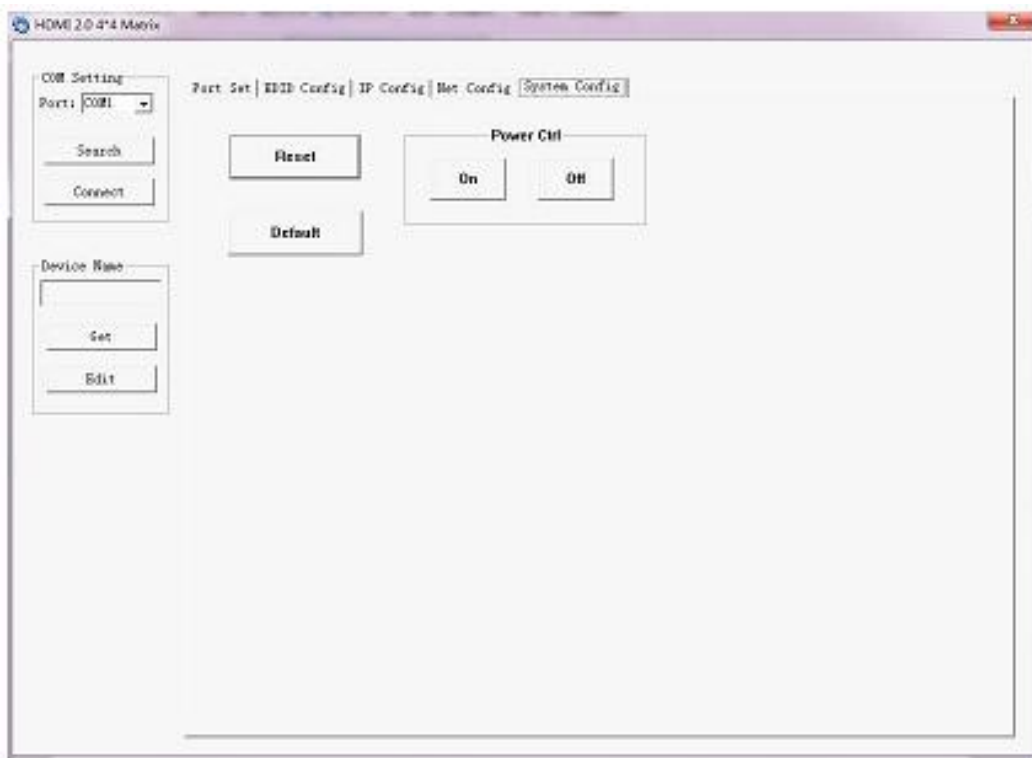 HDMI 2.0 4*4 Matrix
COM Setting
Port: COM1
Search
Connect
Device Name
Get
Edit
Port Set
EDID Config
IP Config
Net Config
System Config
Reset
Default
Power Ctrl
On
Off